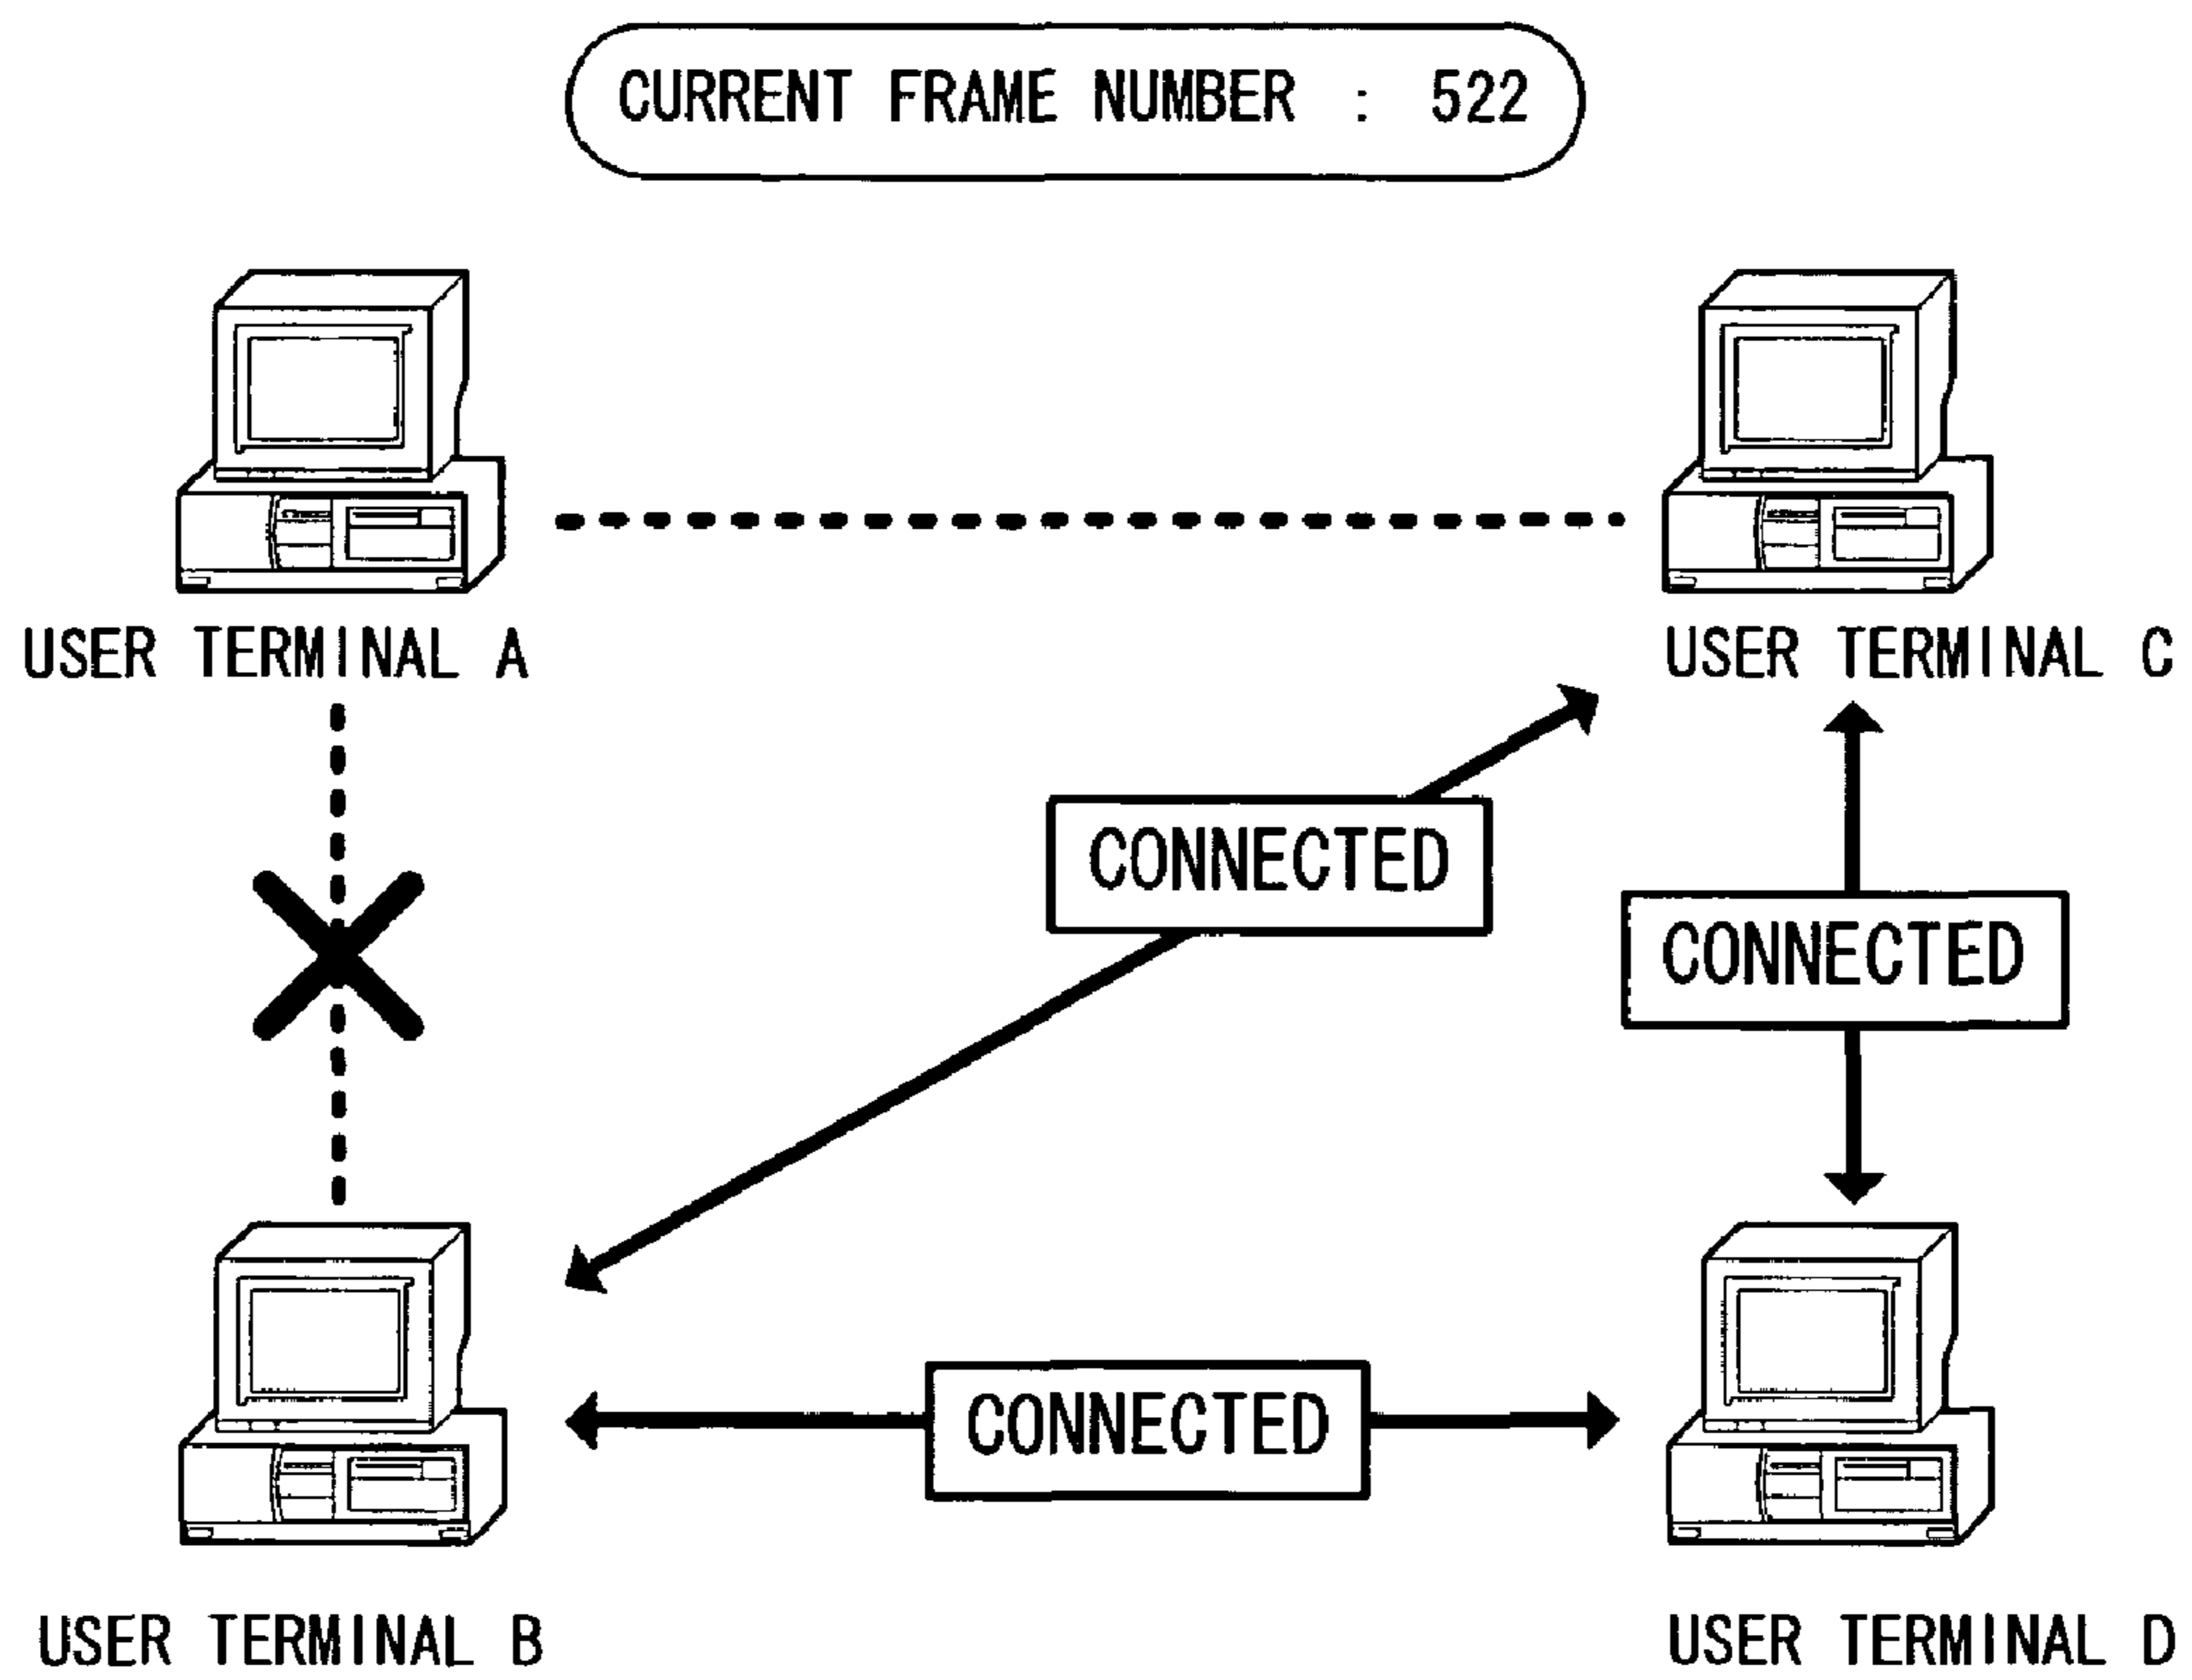 CURRENT FRAME NUMBER : 522
USER TERMINAL A
USER TERMINAL C
CONNECTED
CONNECTED
CONNECTED
USER TERMINAL B
USER TERMINAL D